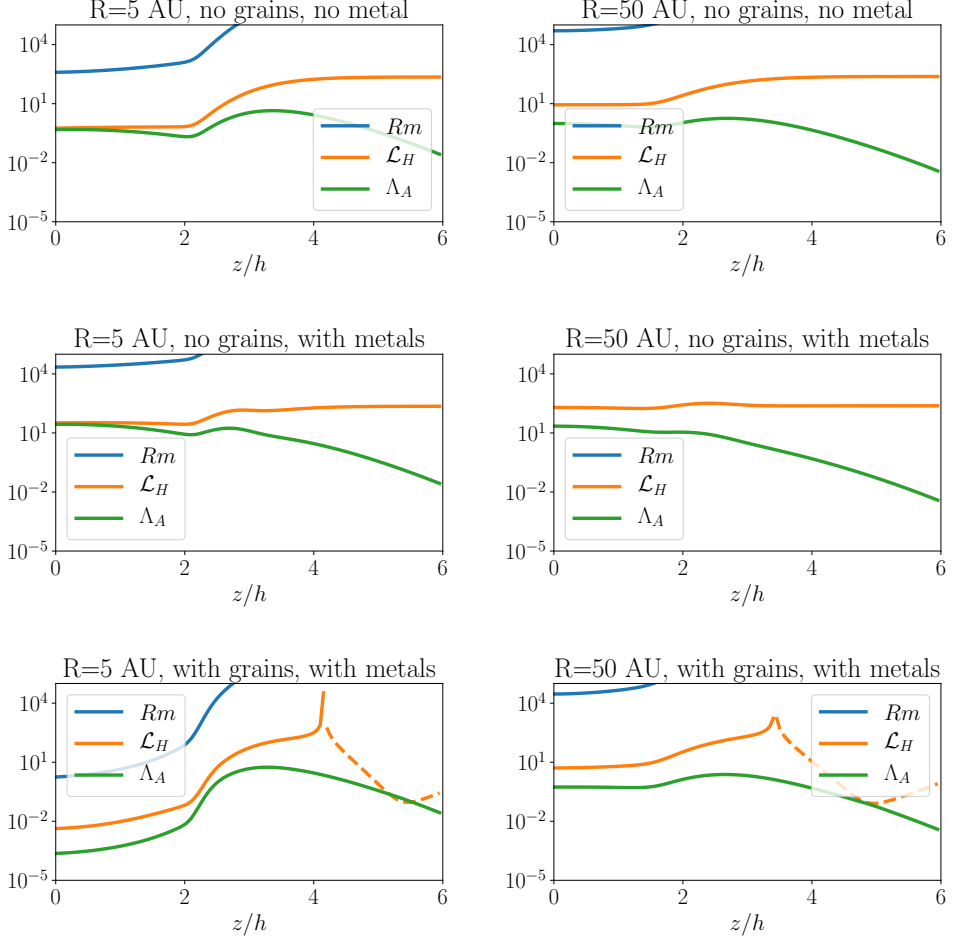 R=5 AU, no grains, no metal
10^4
10^1
10^{-2}
10^{-5}
0 2 4 6
z/h
Rm
ℒ_H
Λ_A
R=50 AU, no grains, no metal
10^4
10^1
10^{-2}
10^{-5}
0 2 4 6
z/h
Rm
ℒ_H
Λ_A
R=5 AU, no grains, with metals
10^4
10^1
10^{-2}
10^{-5}
0 2 4 6
z/h
Rm
ℒ_H
Λ_A
R=50 AU, no grains, with metals
10^4
10^1
10^{-2}
10^{-5}
0 2 4 6
z/h
Rm
ℒ_H
Λ_A
R=5 AU, with grains, with metals
10^4
10^1
10^{-2}
10^{-5}
0 2 4 6
z/h
Rm
ℒ_H
Λ_A
R=50 AU, with grains, with metals
10^4
10^1
10^{-2}
10^{-5}
0 2 4 6
z/h
Rm
ℒ_H
Λ_A